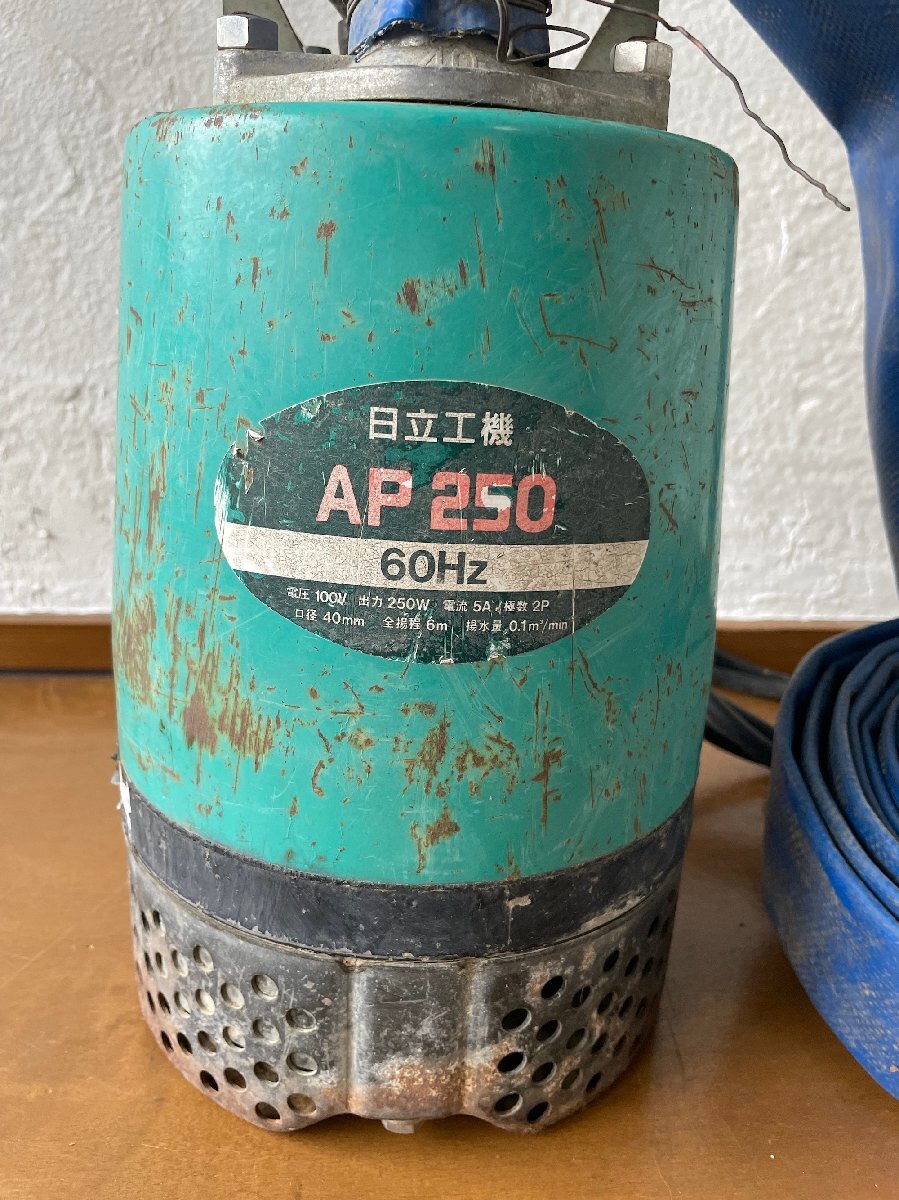 40
日立工機
AP 250
60Hz
電圧 100V 出力 250W 電流 5A 極数 2P
口径 40mm 全揚程 6m 揚水量 0.1m³/min